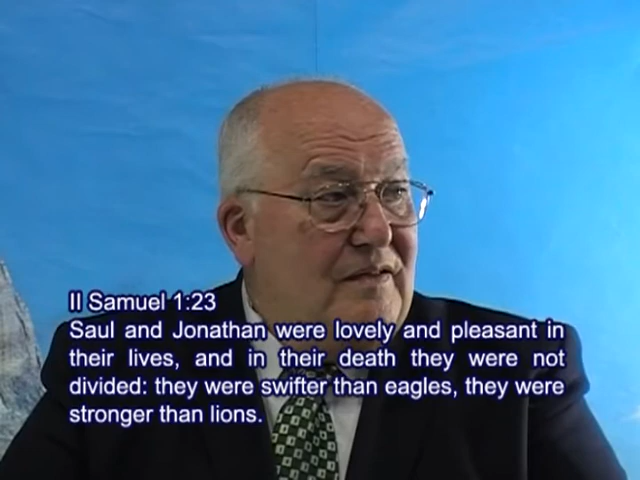 II Samuel 1:23
Saul and Jonathan were lovely and pleasant in
their lives, and in their death they were not
divided: they were swifter than eagles, they were
stronger than lions.